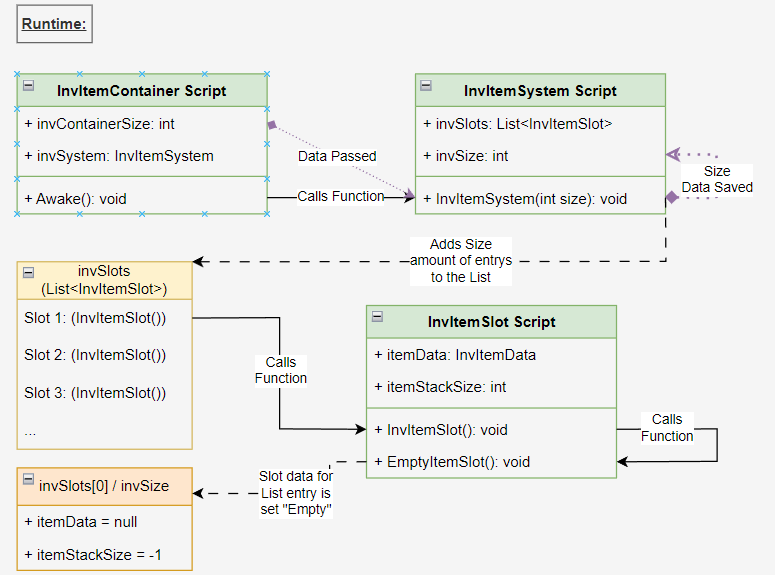 Runtime:
InvItemContainer Script
+ invContainerSize: int
+ invSystem: InvItemSystem
+ Awake(): void
Data Passed
Calls Function
InvItemSystem Script
+ invSlots: List<InvItemSlot>
+ invSize: int
+ InvItemSystem(int size): void
Size
Data Saved
Adds Size
amount of entrys
to the List
invSlots
(List<InvItemSlot>)
Slot 1: (InvItemSlot())
Slot 2: (InvItemSlot())
Slot 3: (InvItemSlot())
...
Calls
Function
InvItemSlot Script
+ itemData: InvItemData
+ itemStackSize: int
+ InvItemSlot(): void
+ EmptyItemSlot(): void
Calls
Function
Slot data for
List entry is
set "Empty"
invSlots[0] / invSize
+ itemData = null
+ itemStackSize = -1